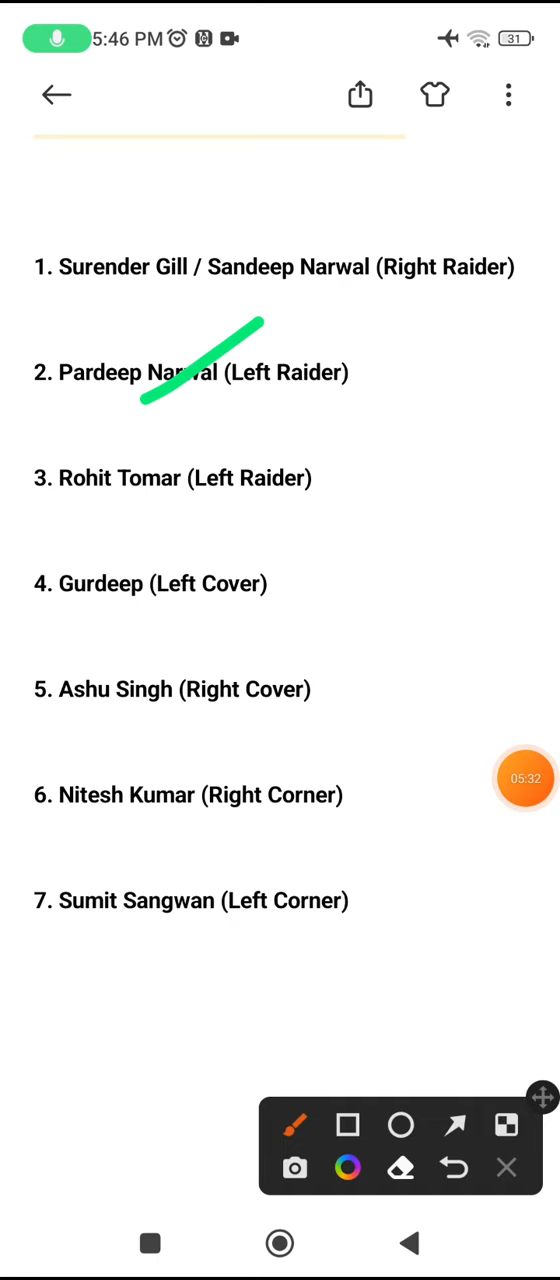 5:46 PM
31
1. Surender Gill / Sandeep Narwal (Right Raider)
2. Pardeep Narwal (Left Raider)
3. Rohit Tomar (Left Raider)
4. Gurdeep (Left Cover)
5. Ashu Singh (Right Cover)
05:32
6. Nitesh Kumar (Right Corner)
7. Sumit Sangwan (Left Corner)